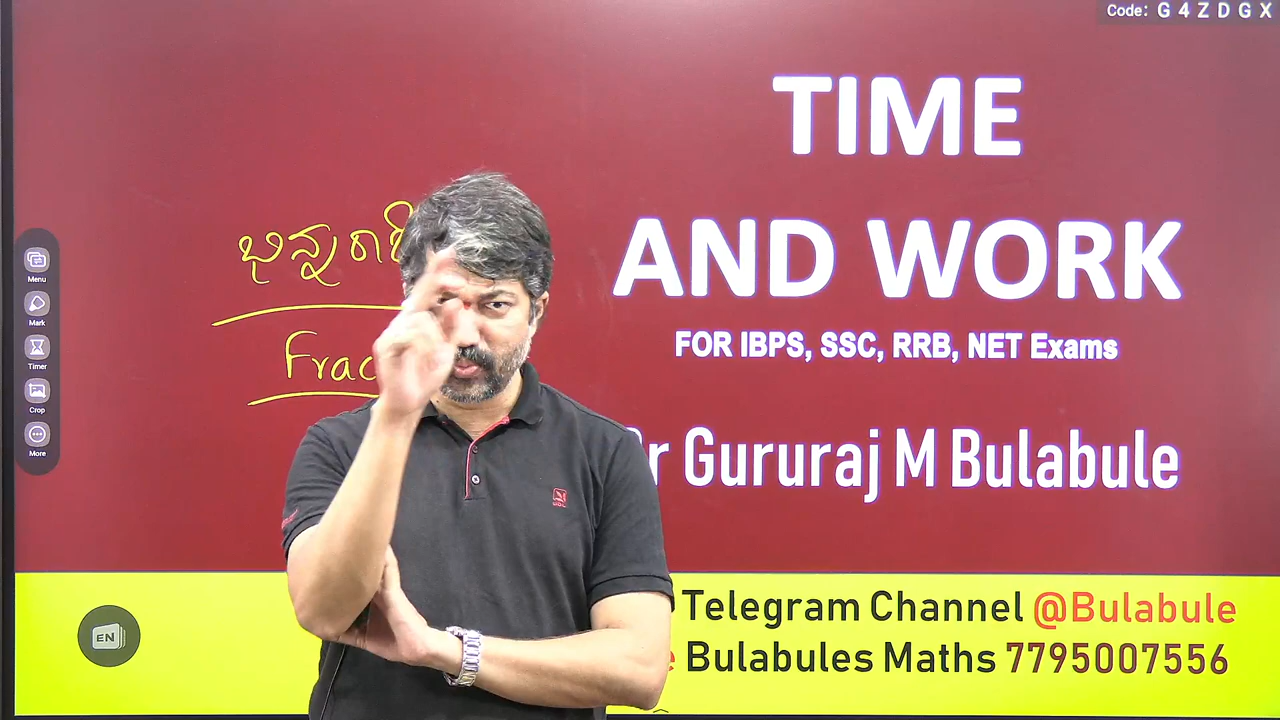 Code: G 4 Z D G X
TIME
AND WORK
FOR IBPS, SSC, RRB, NET Exams
Gururaj M Bulabule
Telegram Channel @Bulabule
Bulabules Maths 7795007556
Menu
Mark
Timer
Crop
More
EN